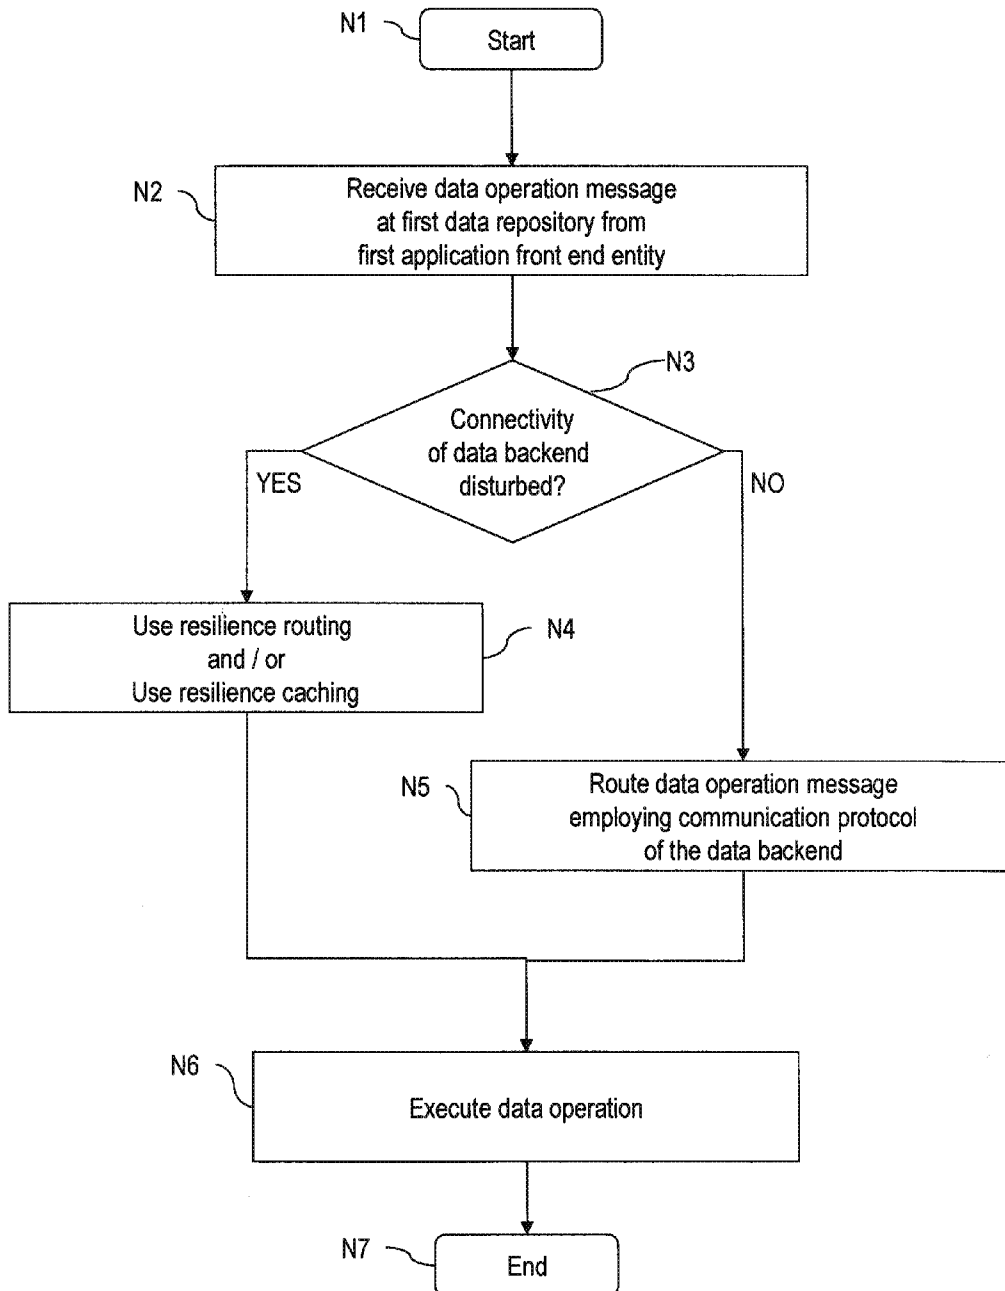 N1
Start
N2
Receive data operation message
at first data repository from
first application front end entity
N3
Connectivity
of data backend
disturbed?
YES
NO
Use resilience routing
and / or
Use resilience caching
N4
N5
Route data operation message
employing communication protocol
of the data backend
N6
Execute data operation
N7
End